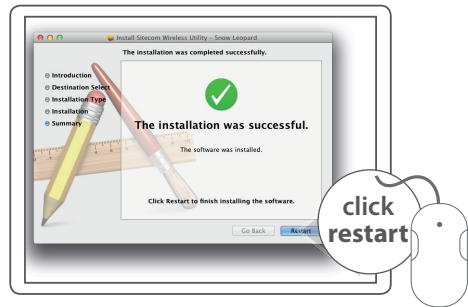 Install Sitecom Wireless Utility – Snow Leopard
The installation was completed successfully.
Introduction
Destination Select
Installation Type
Installation
Summary
The installation was successful.
The software was installed.
Click Restart to finish installing the software.
Go Back
Restart
click
restart